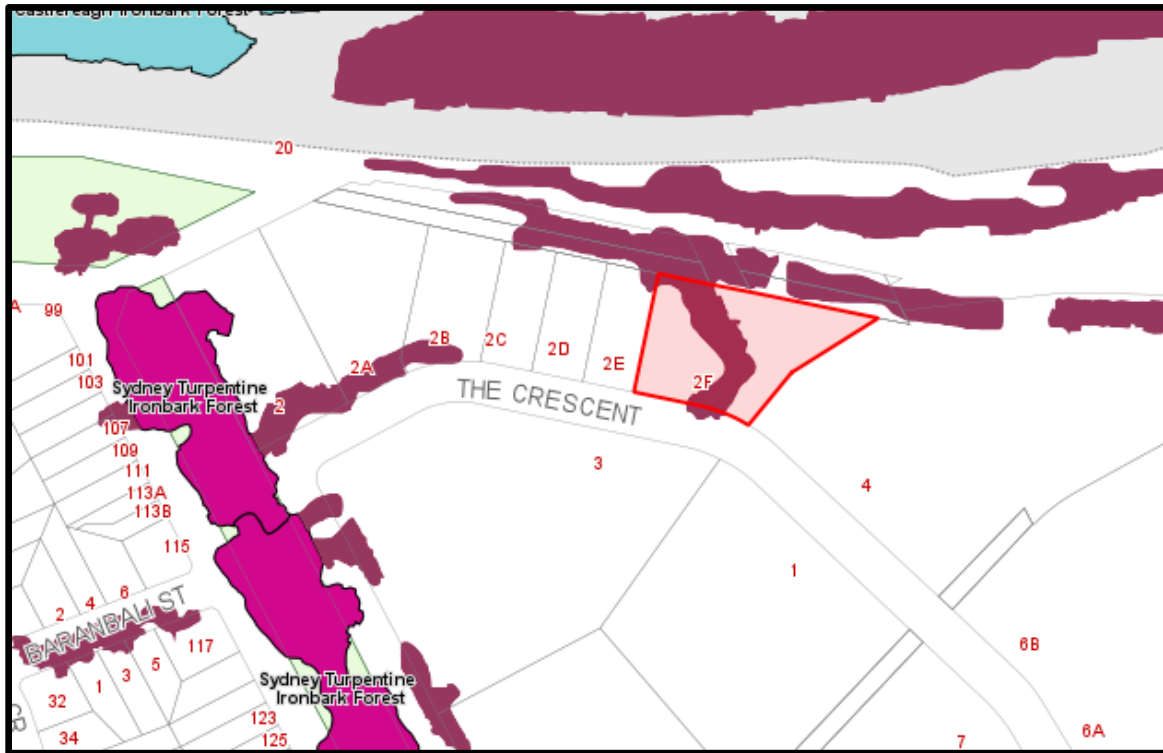 Castlereagh Ironbark Forest
20
A
99
101
103
107
109
111
113A
113B
115
Sydney Turpentine
Ironbark Forest
2
2A
2B
2C
2D
2E
2F
THE CRESCENT
3
4
1
2
4
6
BARANBALI ST
117
32
1
3
5
34
123
125
Sydney Turpentine
Ironbark Forest
6B
6A
7
CR